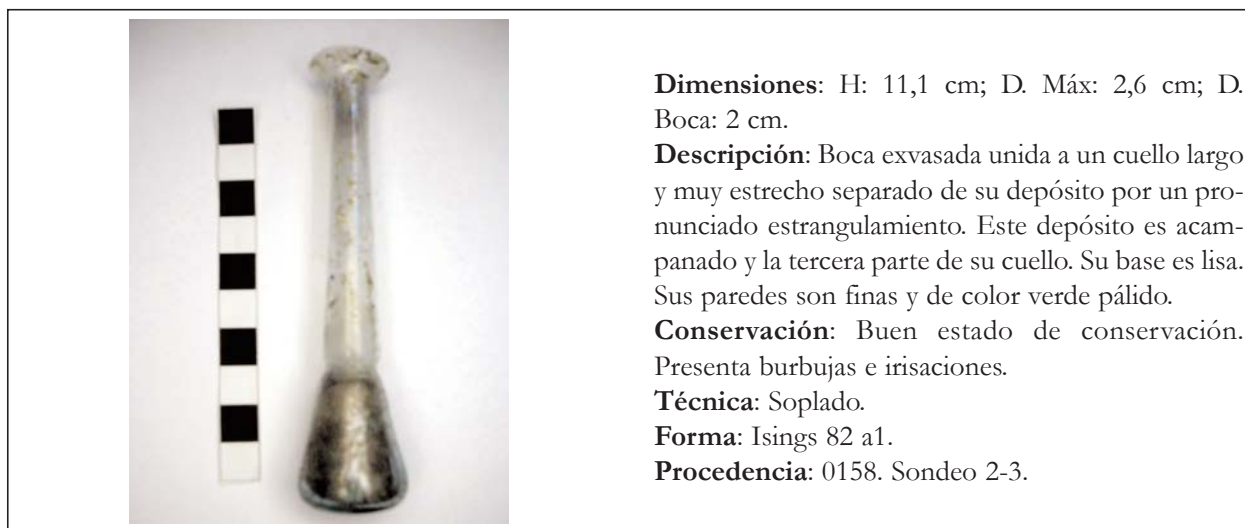 Dimensiones: H: 11,1 cm; D. Máx: 2,6 cm; D.
Boca: 2 cm.
Descripción: Boca exvasada unida a un cuello largo
y muy estrecho separado de su depósito por un pro-
nunciado estrangulamiento. Este depósito es acam-
panado y la tercera parte de su cuello. Su base es lisa.
Sus paredes son finas y de color verde pálido.
Conservación: Buen estado de conservación.
Presenta burbujas e irisaciones.
Técnica: Soplado.
Forma: Isings 82 a1.
Procedencia: 0158. Sondeo 2-3.